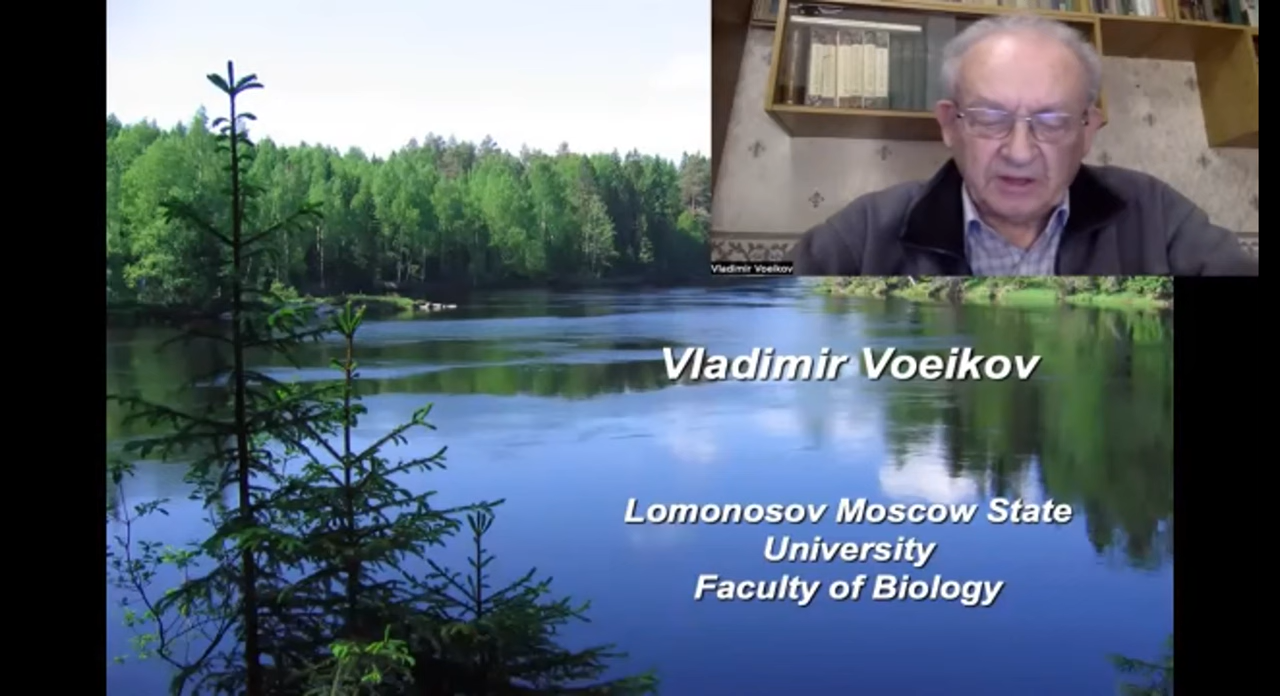 Vladimir Voeikov
Vladimir Voeikov
Lomonosov Moscow State
University
Faculty of Biology